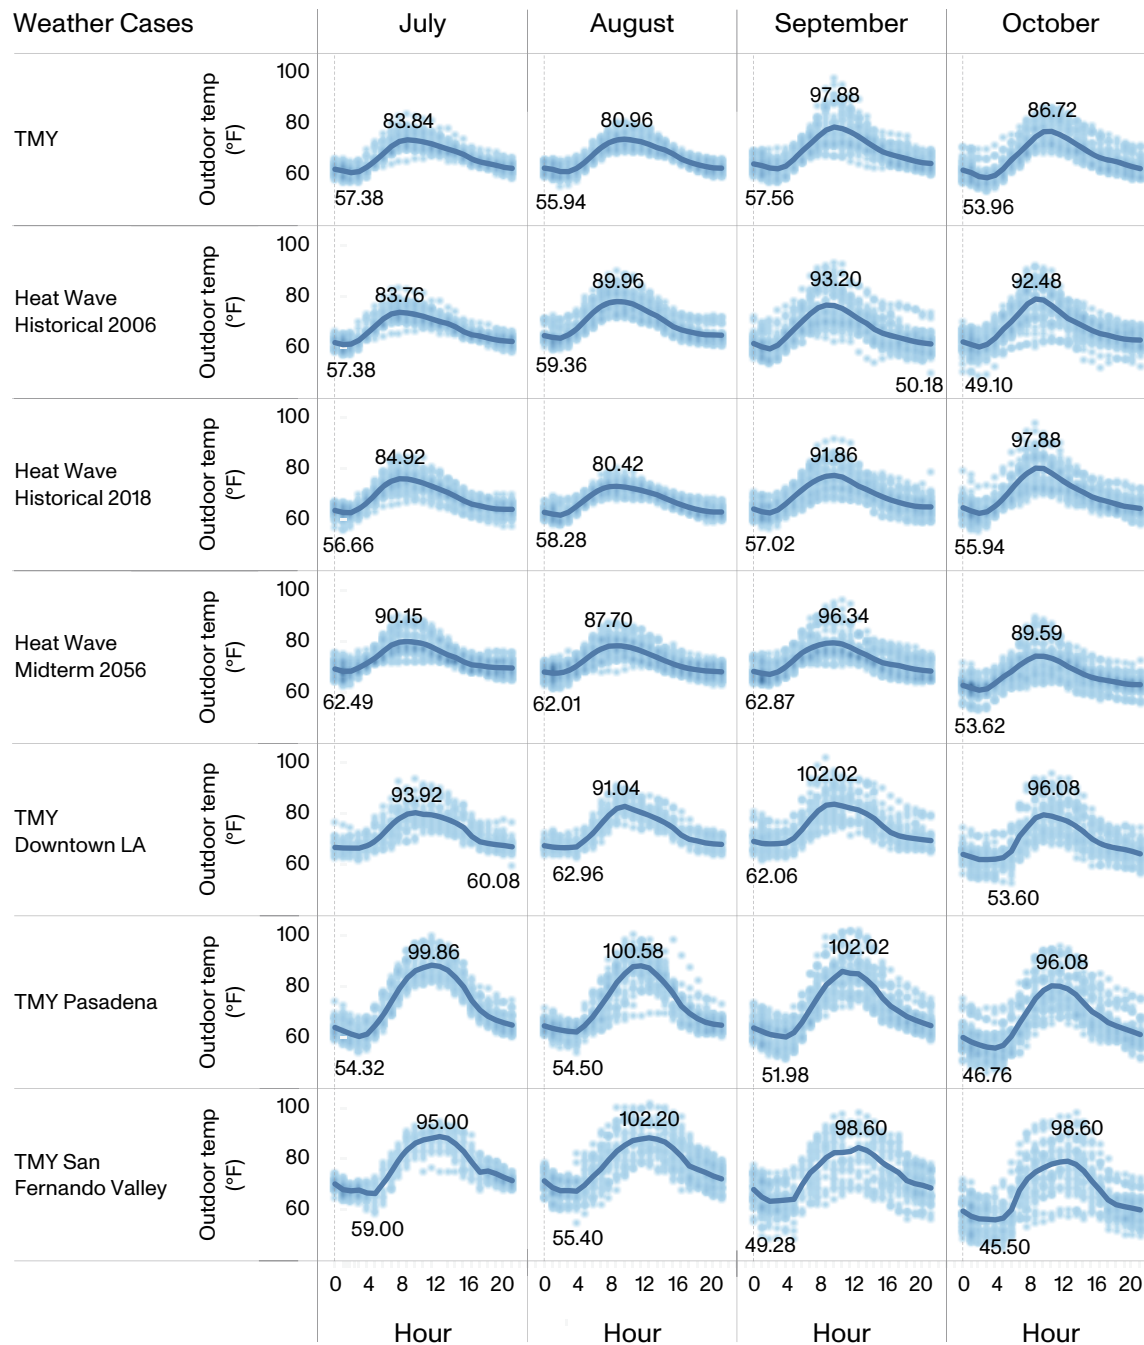 Weather Cases July August September October
TMY
Outdoor temp
(°F)
100
80
60
83.84
57.38
80.96
55.94
97.88
57.56
86.72
53.96
Heat Wave
Historical 2006
Outdoor temp
(°F)
100
80
60
83.76
57.38
89.96
59.36
93.20
50.18
92.48
49.10
Heat Wave
Historical 2018
Outdoor temp
(°F)
100
80
60
84.92
56.66
80.42
58.28
91.86
57.02
97.88
55.94
Heat Wave
Midterm 2056
Outdoor temp
(°F)
100
80
60
90.15
62.49
87.70
62.01
96.34
62.87
89.59
53.62
TMY
Downtown LA
Outdoor temp
(°F)
100
80
60
93.92
60.08
91.04
62.96
102.02
62.06
96.08
53.60
TMY Pasadena
Outdoor temp
(°F)
100
80
60
99.86
54.32
100.58
54.50
102.02
51.98
96.08
46.76
TMY San
Fernando Valley
Outdoor temp
(°F)
100
80
60
95.00
59.00
102.20
55.40
98.60
49.28
98.60
45.50
0 4 8 12 16 20 0 4 8 12 16 20 0 4 8 12 16 20 0 4 8 12 16 20
Hour Hour Hour Hour